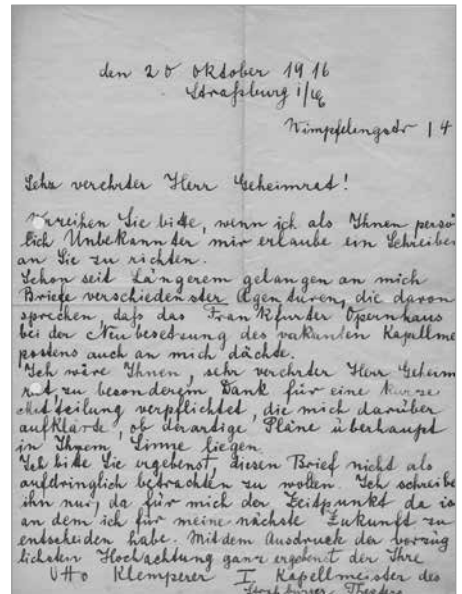 den 20 Oktober 1916
Straßburg i/E
Wimpfelingstr 14
Sehr verehrter Herr Geheimrat!
Verzeihen Sie bitte, wenn ich als Ihnen persö
lich Unbekannter mir erlaube ein Schreiben
an Sie zu richten.
Schon seit Längerem gelangen an mich
Briefe verschiedenster Agenturen, die davon
sprechen, daß das Frankfurter Opernhaus
bei der Neubesetzung des vakanten Kapellme
postens auch an mich dächte.
Ich wäre Ihnen, sehr verehrter Herr Geheim
rat, zu besonderem Dank für eine kurze
Mitteilung verpflichtet, die mich darüber
aufklärte, ob derartige Pläne überhaupt
in Ihrem Sinne liegen.
Ich bitte Sie ergebenst, diesen Brief nicht als
aufdringlich betrachten zu wollen. Ich schreibe
ihn nur, da für mich der Zeitpunkt da is
an dem ich für meine nächste Zukunft zu
entscheiden habe. Mit dem Ausdruck der vorzüg
lichsten Hochachtung ganz ergebenst der Ihre
Otto Klemperer I. Kapellmeister des
Straßburger Theaters